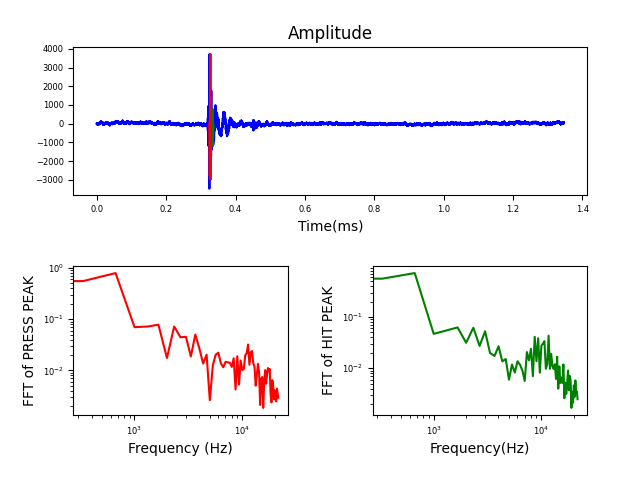 Amplitude
4000
3000
2000
1000
0
−1000
−2000
−3000
0.0 0.2 0.4 0.6 0.8 1.0 1.2 1.4
Time(ms)
FFT of PRESS PEAK
10⁰
10⁻¹
10⁻²
10³ 10⁴
Frequency (Hz)
FFT of HIT PEAK
10⁻¹
10⁻²
10³ 10⁴
Frequency(Hz)